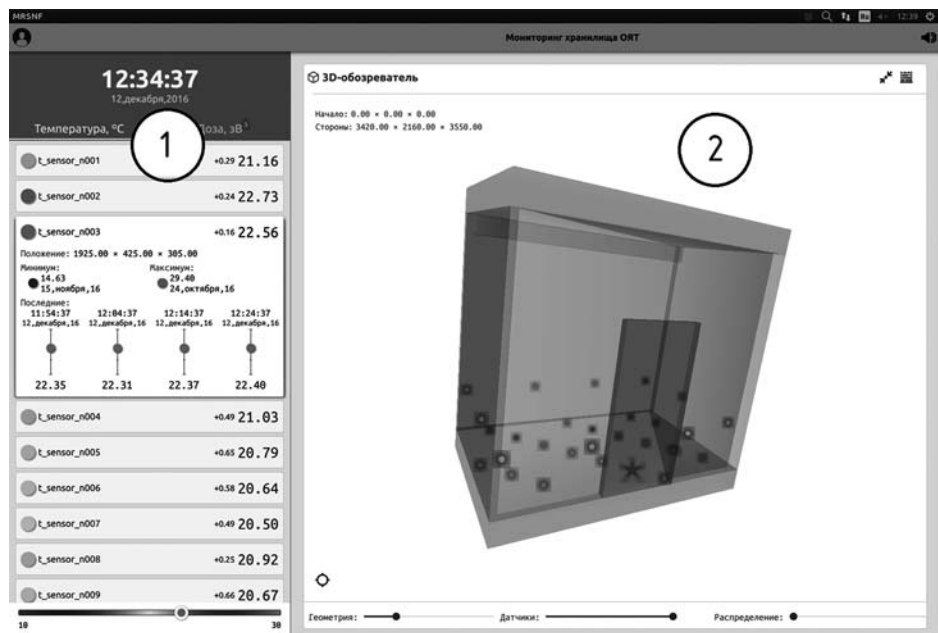 MRSNF
Ru
12:39
Мониторинг хранилища ОЯТ
12:34:37
12,декабря,2016
Температура, °C
Доза, зВ
1
t_sensor_n001 +0.29 21.16
t_sensor_n002 +0.24 22.73
t_sensor_n003 +0.16 22.56
Положение: 1925.00 × 425.00 × 305.00
Минимум: Максимум:
14.63 29.40
15,ноября,16 24,октября,16
Последние:
11:54:37 12:04:37 12:14:37 12:24:37
12,декабря,16 12,декабря,16 12,декабря,16 12,декабря,16
22.35 22.31 22.37 22.40
t_sensor_n004 +0.49 21.03
t_sensor_n005 +0.65 20.79
t_sensor_n006 +0.58 20.64
t_sensor_n007 +0.49 20.50
t_sensor_n008 +0.25 20.92
t_sensor_n009 +0.66 20.67
10 30
3D-обозреватель
Начало: 0.00 × 0.00 × 0.00
Стороны: 3420.00 × 2160.00 × 3550.00
2
Геометрия: Датчики: Распределение: